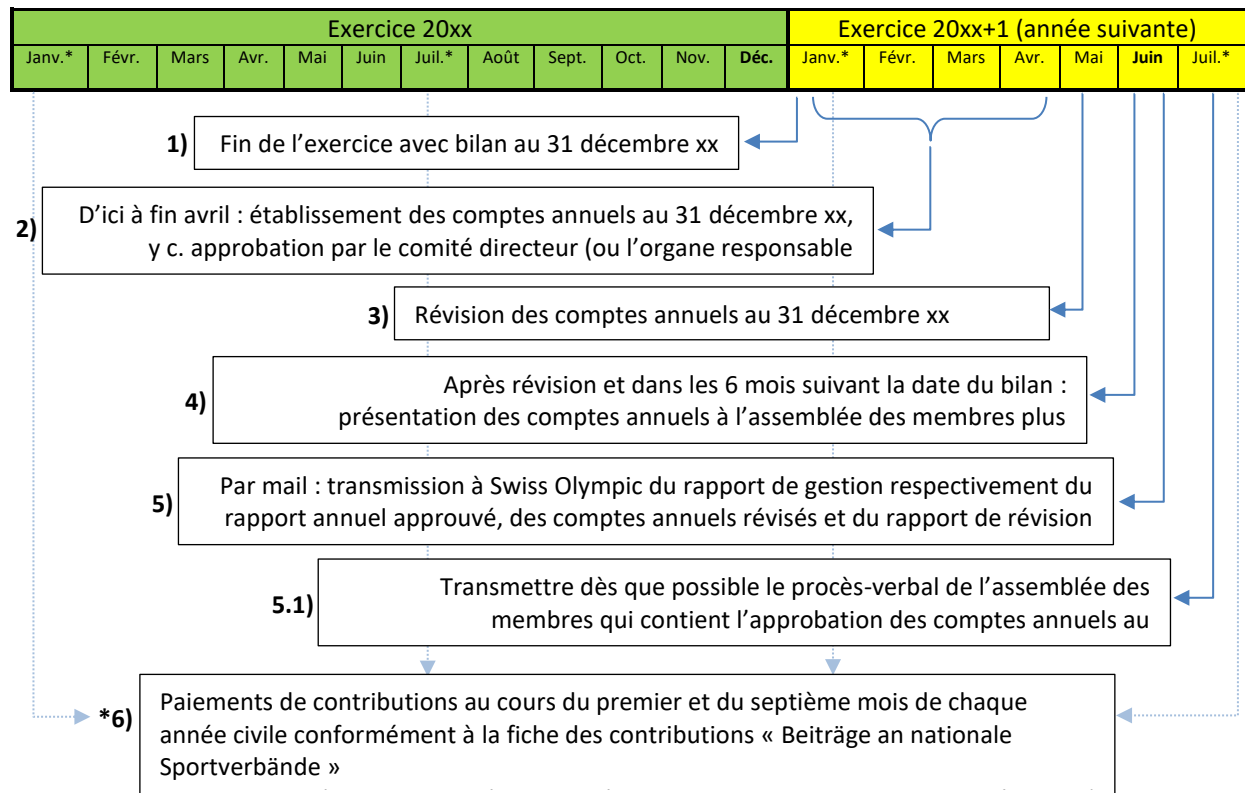 Exercice 20xx
Exercice 20xx+1 (année suivante)
Janv.* Févr. Mars Avr. Mai Juin Juil.* Août Sept. Oct. Nov. Déc. Janv.* Févr. Mars Avr. Mai Juin Juil.*
1) Fin de l’exercice avec bilan au 31 décembre xx
2) D’ici à fin avril : établissement des comptes annuels au 31 décembre xx,
y c. approbation par le comité directeur (ou l’organe responsable
3) Révision des comptes annuels au 31 décembre xx
4) Après révision et dans les 6 mois suivant la date du bilan :
présentation des comptes annuels à l’assemblée des membres plus
5) Par mail : transmission à Swiss Olympic du rapport de gestion respectivement du
rapport annuel approuvé, des comptes annuels révisés et du rapport de révision
5.1) Transmettre dès que possible le procès-verbal de l’assemblée des
membres qui contient l’approbation des comptes annuels au
*6) Paiements de contributions au cours du premier et du septième mois de chaque
année civile conformément à la fiche des contributions « Beiträge an nationale
Sportverbände »